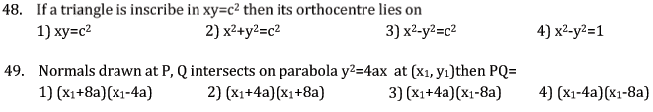 48. If a triangle is inscribe in xy=c² then its orthocentre lies on
1) xy=c² 2) x²+y²=c² 3) x²-y²=c² 4) x²-y²=1
49. Normals drawn at P, Q intersects on parabola y²=4ax at (x₁, y₁)then PQ=
1) (x₁+8a)(x₁-4a) 2) (x₁+4a)(x₁+8a) 3) (x₁+4a)(x₁-8a) 4) (x₁-4a)(x₁-8a)